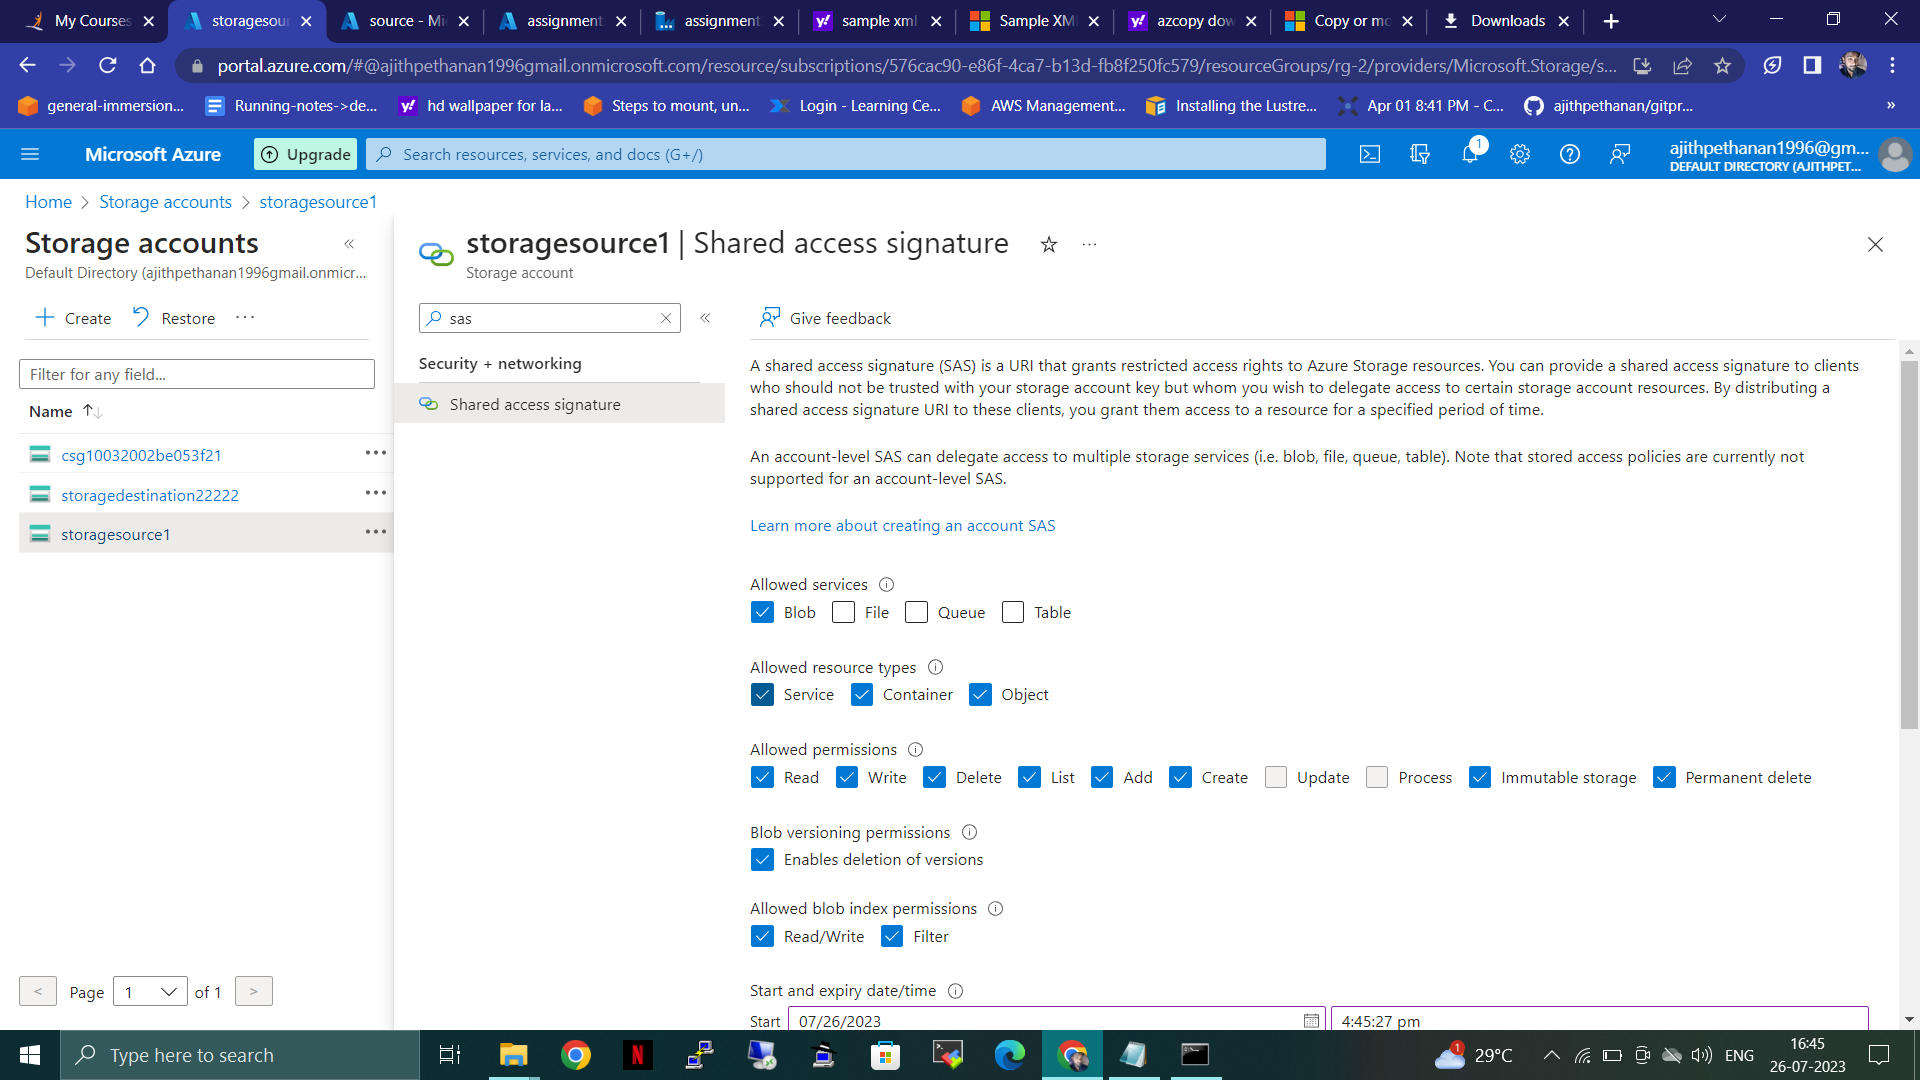 My Courses
storagesour
source - Mi
assignment
assignment
sample xml
Sample XM
azcopy dow
Copy or mo
Downloads
portal.azure.com/#@ajithpethanan1996gmail.onmicrosoft.com/resource/subscriptions/576cac90-e86f-4ca7-b13d-fb8f250fc579/resourceGroups/rg-2/providers/Microsoft.Storage/s...
general-immersion...
Running-notes->de...
hd wallpaper for la...
Steps to mount, un...
Login - Learning Ce...
AWS Management...
Installing the Lustre...
Apr 01 8:41 PM - C...
ajithpethanan/gitpr...
»
Microsoft Azure
Upgrade
Search resources, services, and docs (G+/)
1
ajithpethanan1996@gm...
DEFAULT DIRECTORY (AJITHPET...
Home > Storage accounts > storagesource1
Storage accounts
«
Default Directory (ajithpethanan1996gmail.onmicr...
Create
Restore
...
Filter for any field...
Name
csg10032002be053f21
storagedestination22222
storagesource1
< Page 1 of 1 >
storagesource1 | Shared access signature
...
Storage account
sas
«
Security + networking
Shared access signature
Give feedback
A shared access signature (SAS) is a URI that grants restricted access rights to Azure Storage resources. You can provide a shared access signature to clients
who should not be trusted with your storage account key but whom you wish to delegate access to certain storage account resources. By distributing a
shared access signature URI to these clients, you grant them access to a resource for a specified period of time.
An account-level SAS can delegate access to multiple storage services (i.e. blob, file, queue, table). Note that stored access policies are currently not
supported for an account-level SAS.
Learn more about creating an account SAS
Allowed services
Blob File Queue Table
Allowed resource types
Service Container Object
Allowed permissions
Read Write Delete List Add Create Update Process Immutable storage Permanent delete
Blob versioning permissions
Enables deletion of versions
Allowed blob index permissions
Read/Write Filter
Start and expiry date/time
Start 07/26/2023 4:45:27 pm
Type here to search
1
29°C
ENG
16:45
26-07-2023